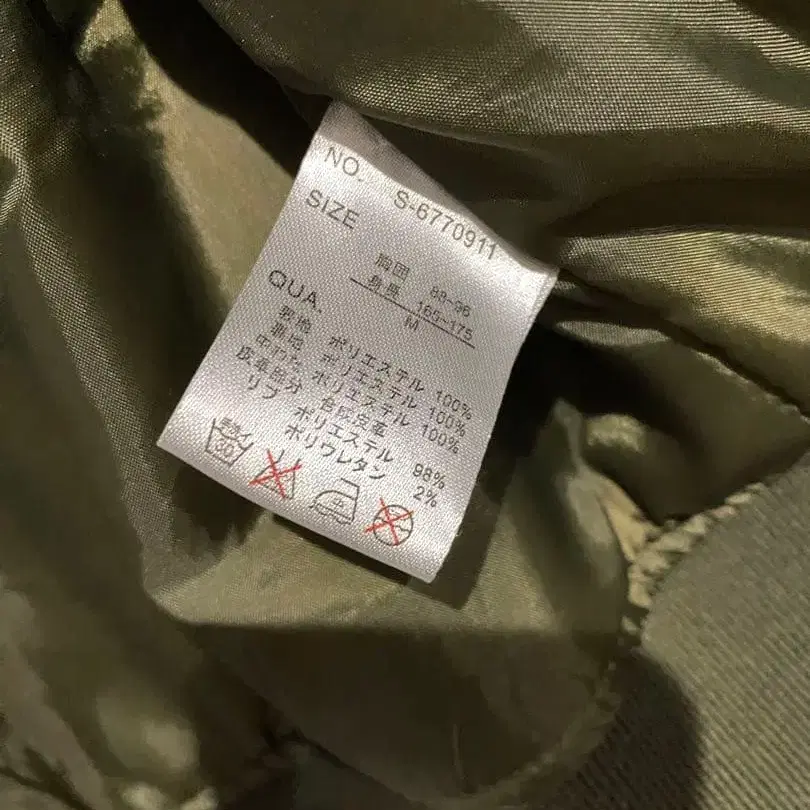 NO. S-6770911
SIZE
胸囲 88-96
身長 165-175
M
QUA.
表地 ポリエステル 100%
裏地 ポリエステル 100%
中わた ポリエステル 100%
皮革部分 合成皮革
リブ ポリエステル 98%
ポリウレタン 2%
30 中